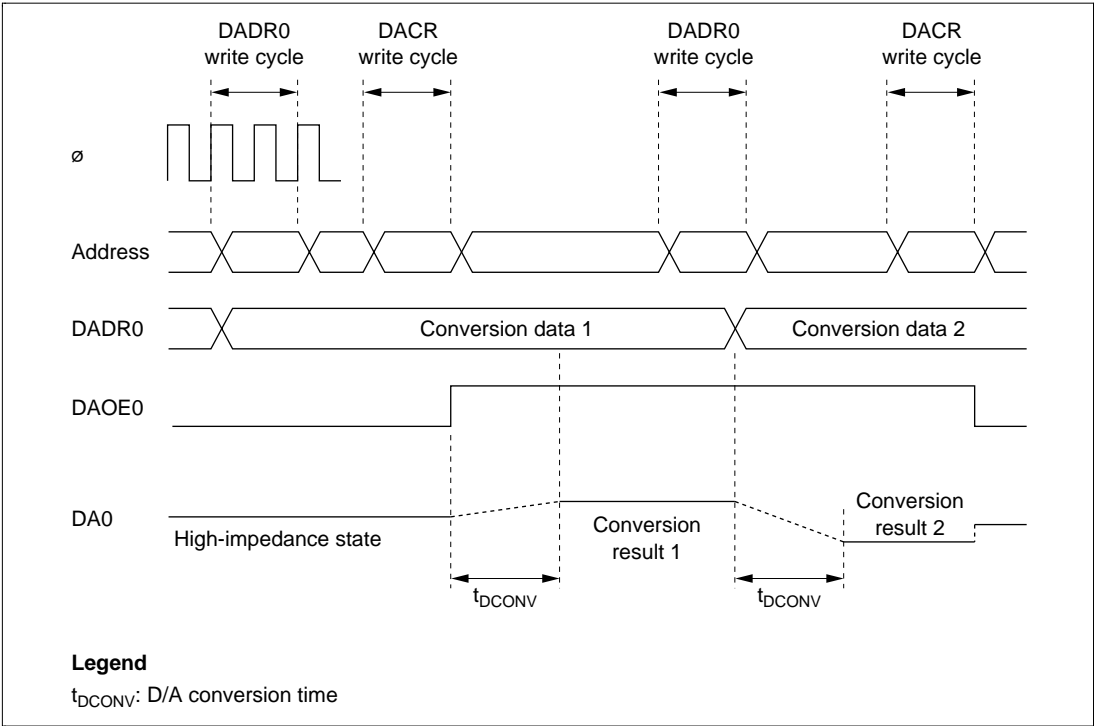 DADR0
write cycle
DACR
write cycle
DADR0
write cycle
DACR
write cycle
ø
Address
DADR0
Conversion data 1
Conversion data 2
DAOE0
DA0
High-impedance state
Conversion
result 1
Conversion
result 2
tDCONV
tDCONV
Legend
tDCONV: D/A conversion time